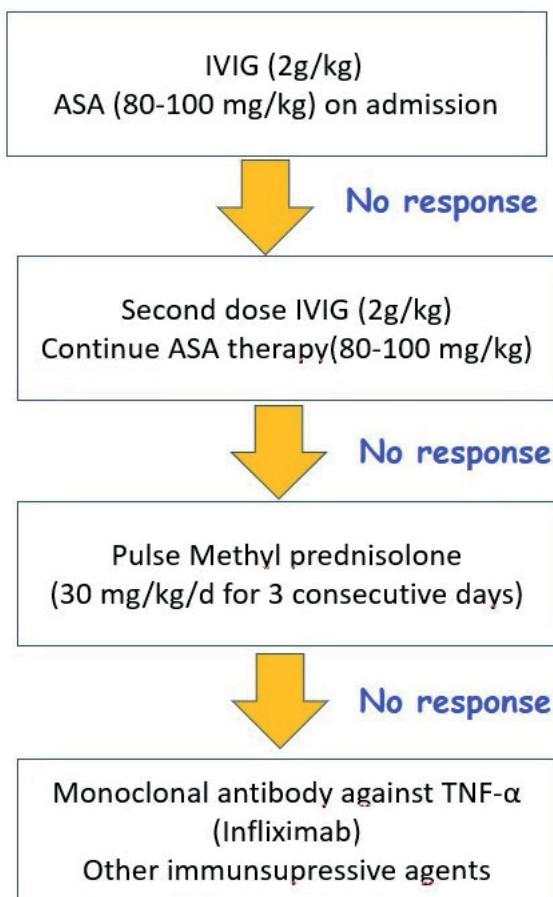 IVIG (2g/kg)
ASA (80-100 mg/kg) on admission
No response
Second dose IVIG (2g/kg)
Continue ASA therapy(80-100 mg/kg)
No response
Pulse Methyl prednisolone
(30 mg/kg/d for 3 consecutive days)
No response
Monoclonal antibody against TNF-α
(Infliximab)
Other immunsupressive agents